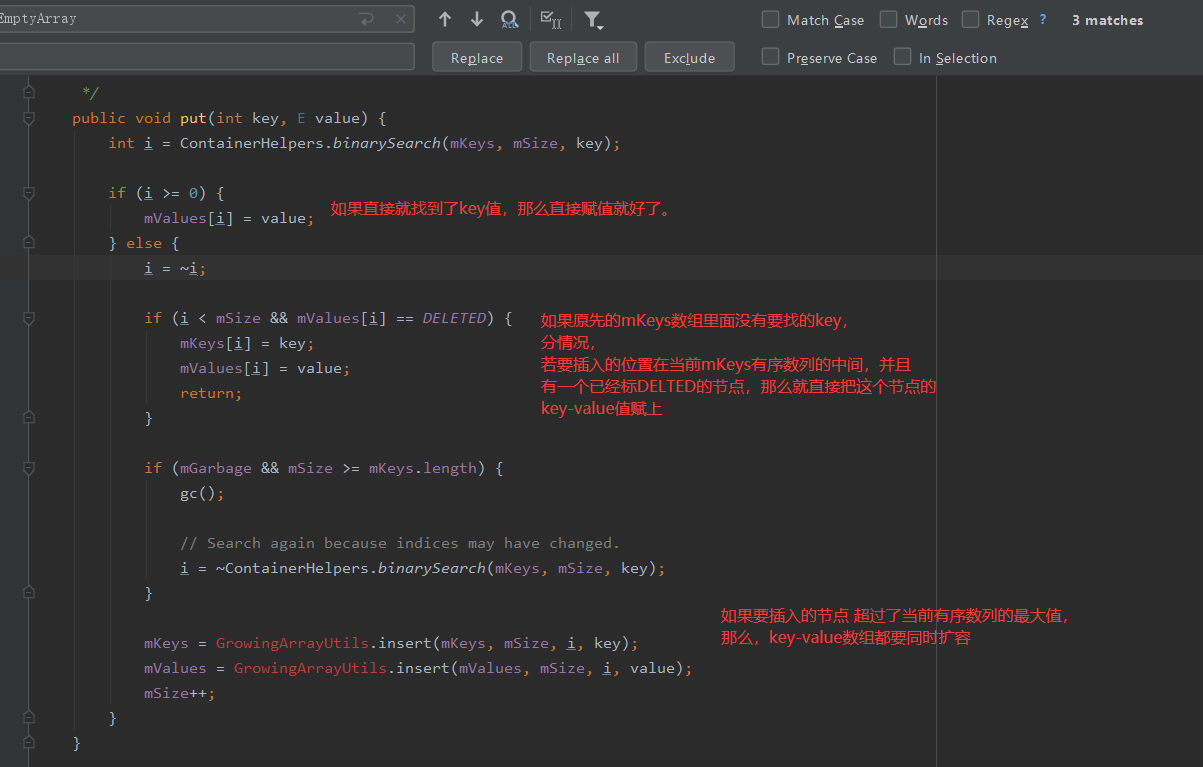 EmptyArray
Match Case Words Regex ? 3 matches
Replace Replace all Exclude Preserve Case In Selection
*/
public void put(int key, E value) {
int i = ContainerHelpers.binarySearch(mKeys, mSize, key);
if (i >= 0) {
mValues[i] = value;
如果直接就找到了key值，那么直接赋值就好了。
} else {
i = ~i;
if (i < mSize && mValues[i] == DELETED) {
mKeys[i] = key;
mValues[i] = value;
return;
}
如果原先的mKeys数组里面没有要找的key，
分情况，
若要插入的位置在当前mKeys有序数列的中间，并且
有一个已经标DELTED的节点，那么就直接把这个节点的
key-value值赋上
if (mGarbage && mSize >= mKeys.length) {
gc();
// Search again because indices may have changed.
i = ~ContainerHelpers.binarySearch(mKeys, mSize, key);
}
如果要插入的节点 超过了当前有序数列的最大值，
那么，key-value数组都要同时扩容
mKeys = GrowingArrayUtils.insert(mKeys, mSize, i, key);
mValues = GrowingArrayUtils.insert(mValues, mSize, i, value);
mSize++;
}
}